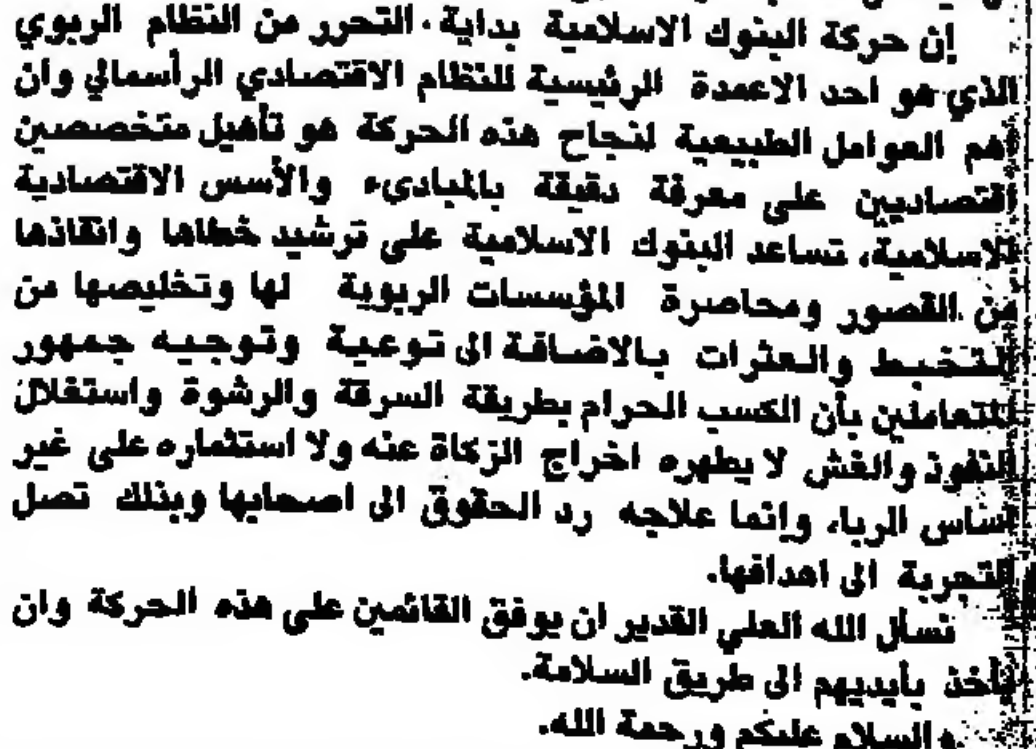 إن حركة البنوك الاسلامية بداية، التحرر من النظام الربوي
الذي هو احد الاعمدة الرئيسية للنظام الاقتصادي الرأسمالي وان
اهم العوامل الطبيعية لنجاح هذه الحركة هو تأهيل متخصصين
اقتصاديين على معرفة دقيقة بالمبادىء والأسس الاقتصادية
الاسلامية، تساعد البنوك الاسلامية على ترشيد خطاها وانقاذها
من القصور ومحاصرة المؤسسات الربوية لها وتخليصها من
التخبط والعثرات بالاضافة الى توعية وتوجيه جمهور
المتعاملين بأن الكسب الحرام بطريقة السرقة والرشوة واستغلال
النفوذ والغش لا يطهره اخراج الزكاة عنه ولا استثماره على غير
اساس الربا، وإنما علاجه رد الحقوق الى اصحابها وبذلك تصل
التجربة الى اهدافها.
نسأل الله العلي القدير ان يوفق القائمين على هذه الحركة وان
يأخذ بأيديهم الى طريق السلامة.
والسلام عليكم ورحمة الله.